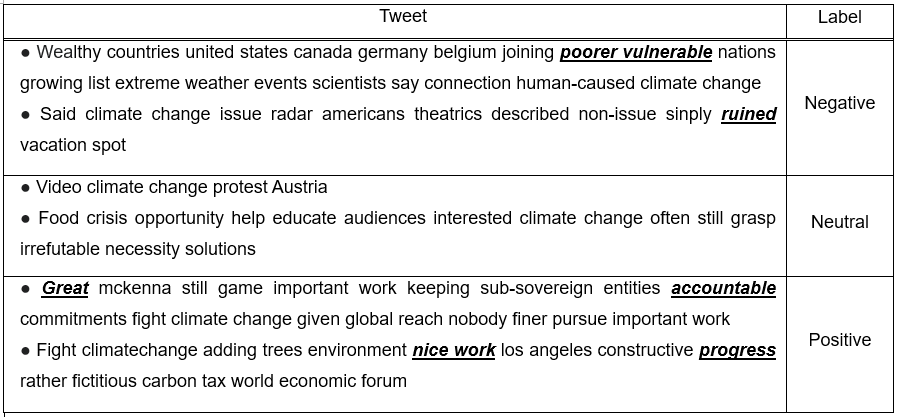 Tweet Label
● Wealthy countries united states canada germany belgium joining poorer vulnerable nations
growing list extreme weather events scientists say connection human-caused climate change
● Said climate change issue radar americans theatrics described non-issue sinply ruined
vacation spot
Negative
● Video climate change protest Austria
● Food crisis opportunity help educate audiences interested climate change often still grasp
irrefutable necessity solutions
Neutral
● Great mckenna still game important work keeping sub-sovereign entities accountable
commitments fight climate change given global reach nobody finer pursue important work
● Fight climatechange adding trees environment nice work los angeles constructive progress
rather fictitious carbon tax world economic forum
Positive